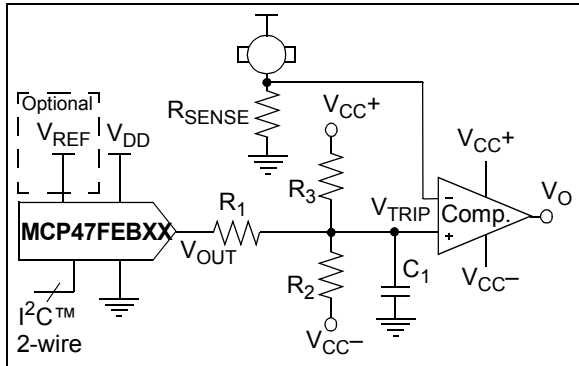 Optional
V_REF
V_DD
R_SENSE
V_CC+
R_3
V_CC+
V_O
MCP47FEBXX
R_1
V_TRIP
-
Comp.
+
V_OUT
R_2
C_1
V_CC–
V_CC–
I²C™
2-wire